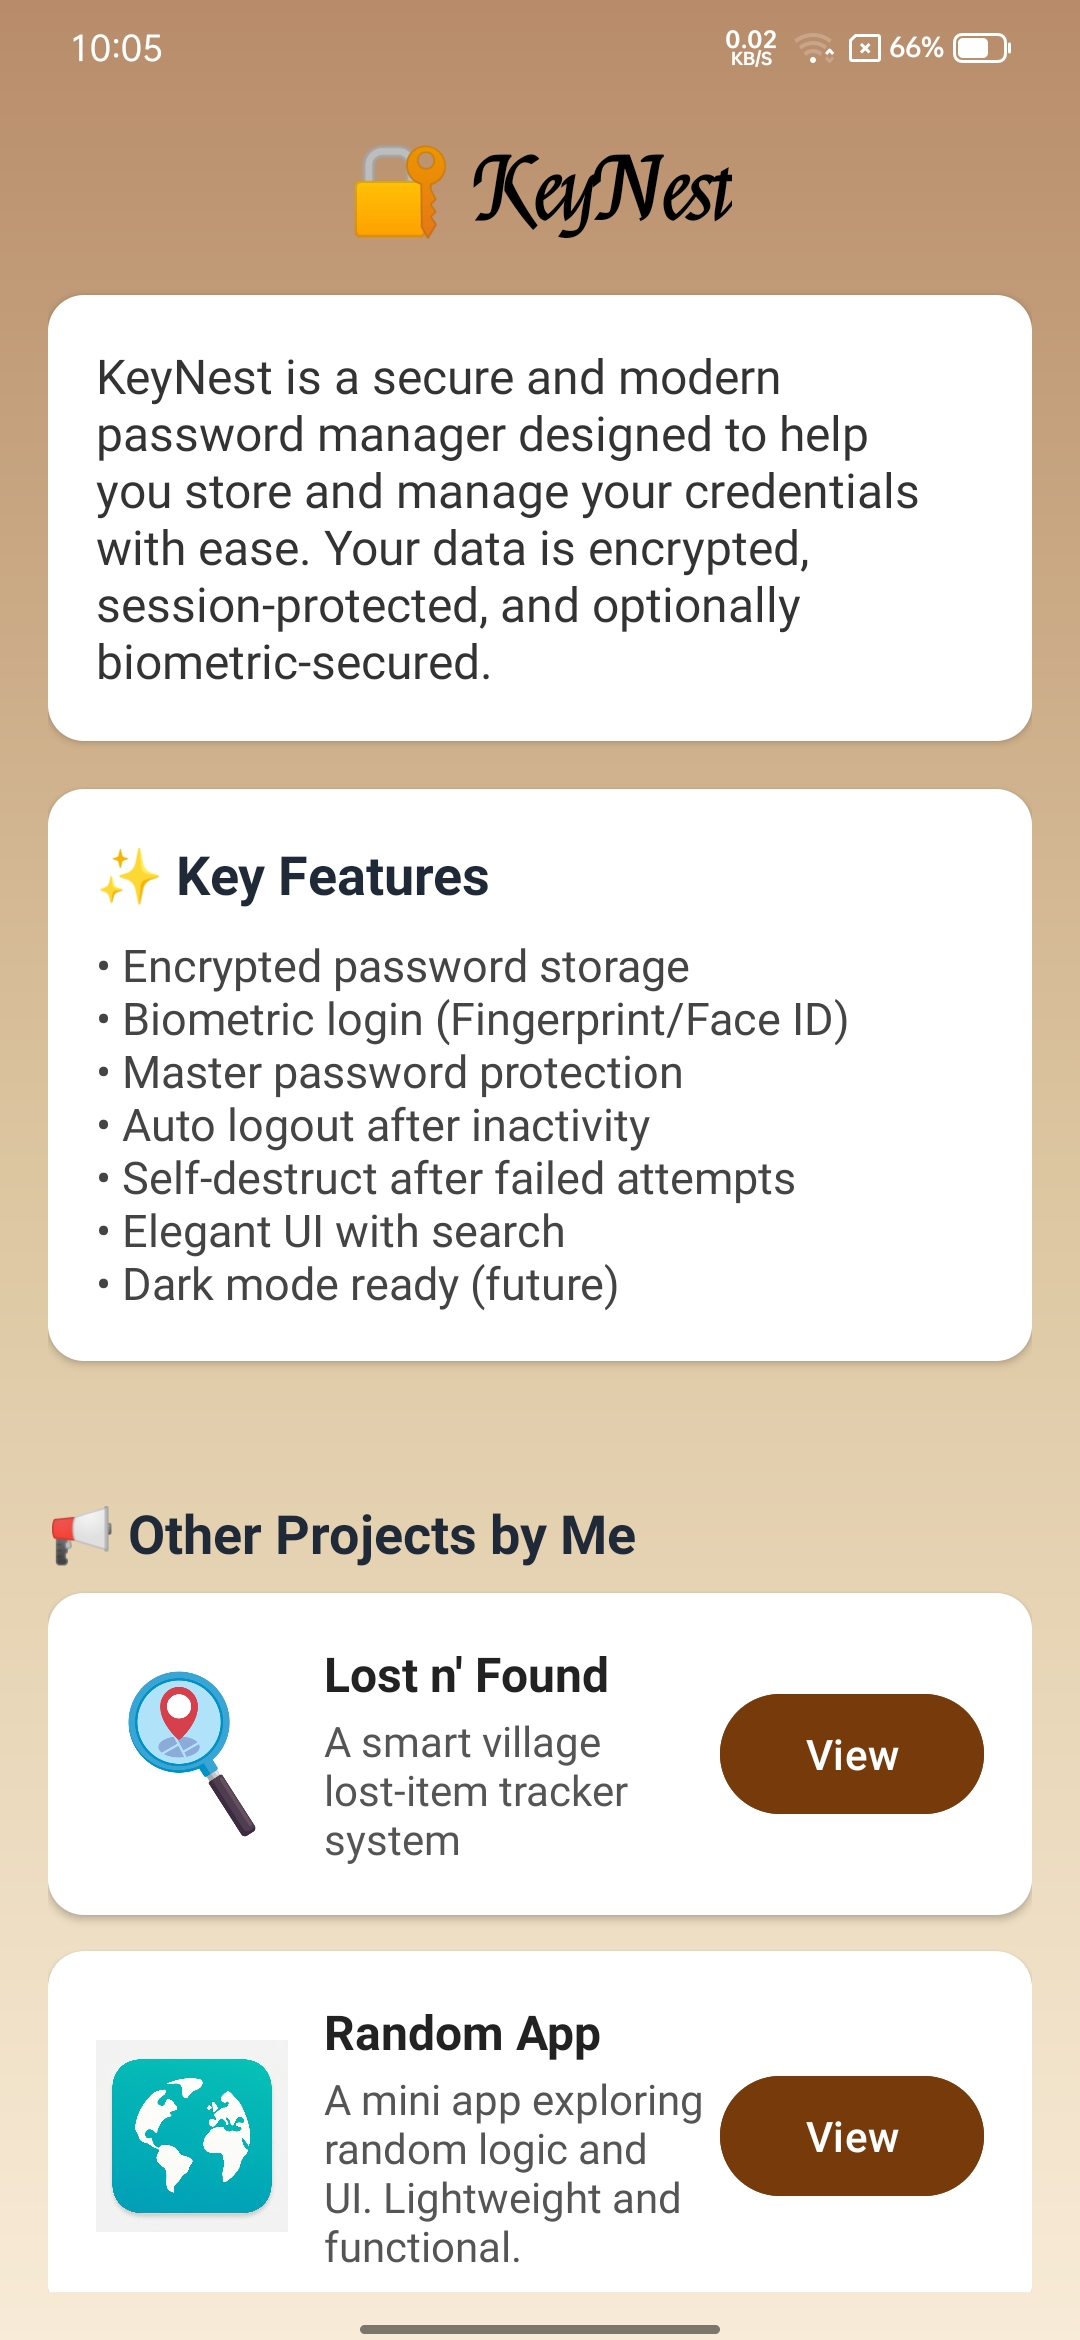 10:05
0.02
KB/S
66%
KeyNest
KeyNest is a secure and modern
password manager designed to help
you store and manage your credentials
with ease. Your data is encrypted,
session-protected, and optionally
biometric-secured.
✨ Key Features
• Encrypted password storage
• Biometric login (Fingerprint/Face ID)
• Master password protection
• Auto logout after inactivity
• Self-destruct after failed attempts
• Elegant UI with search
• Dark mode ready (future)
📢 Other Projects by Me
Lost n' Found
A smart village
lost-item tracker
system
View
Random App
A mini app exploring
random logic and
UI. Lightweight and
functional.
View